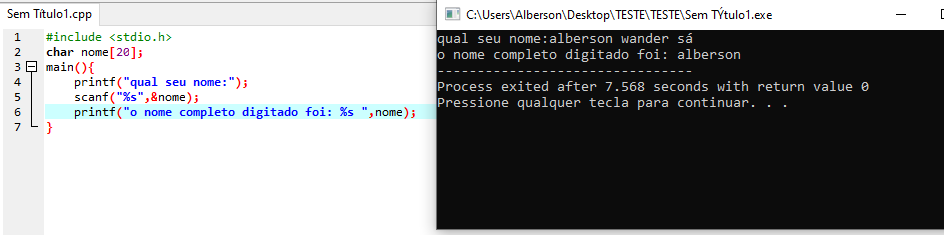 Sem Título1.cpp
1 #include <stdio.h>
2 char nome[20];
3 main(){
4 printf("qual seu nome:");
5 scanf("%s",&nome);
6 printf("o nome completo digitado foi: %s ",nome);
7 }
C:\Users\Alberson\Desktop\TESTE\TESTE\Sem TÝtulo1.exe
qual seu nome:alberson wander sá
o nome completo digitado foi: alberson
--------------------------------
Process exited after 7.568 seconds with return value 0
Pressione qualquer tecla para continuar. . .